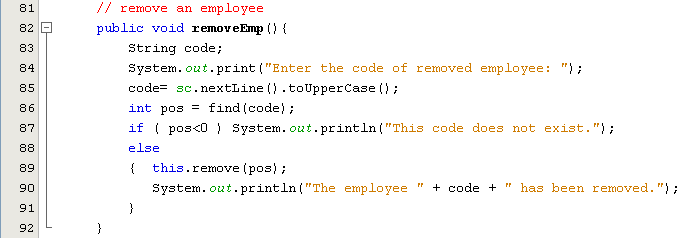 81 // remove an employee
82 public void removeEmp(){
83 String code;
84 System.out.print("Enter the code of removed employee: ");
85 code= sc.nextLine().toUpperCase();
86 int pos = find(code);
87 if ( pos<0 ) System.out.println("This code does not exist.");
88 else
89 { this.remove(pos);
90 System.out.println("The employee " + code + " has been removed.");
91 }
92 }